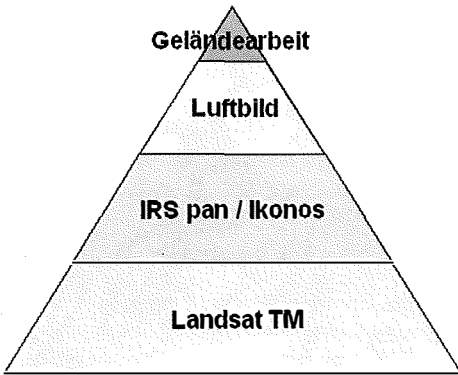 Geländearbeit
Luftbild
IRS pan / Ikonos
Landsat TM